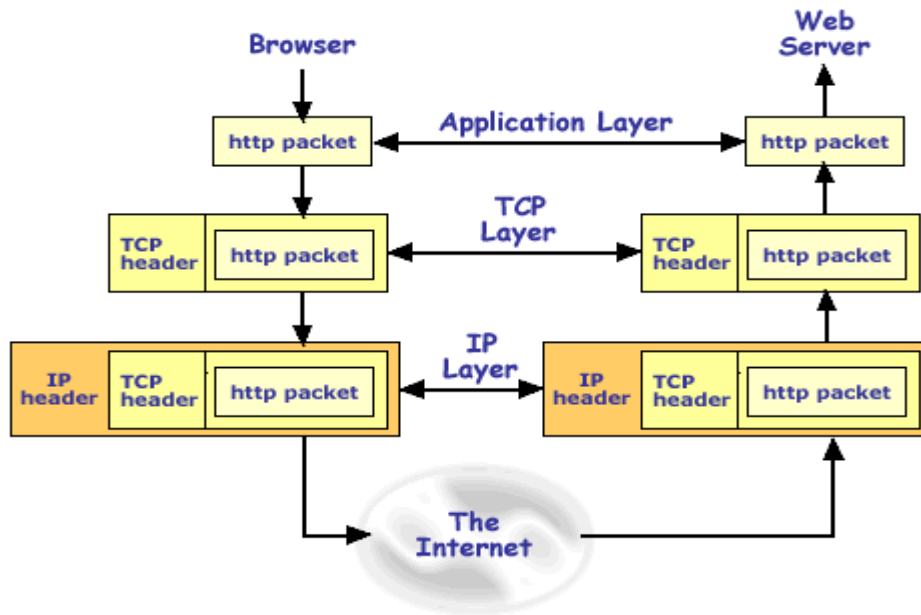 Browser
Web
Server
http packet
Application Layer
http packet
TCP
header
http packet
TCP
Layer
TCP
header
http packet
IP
header
TCP
header
http packet
IP
Layer
IP
header
TCP
header
http packet
The
Internet